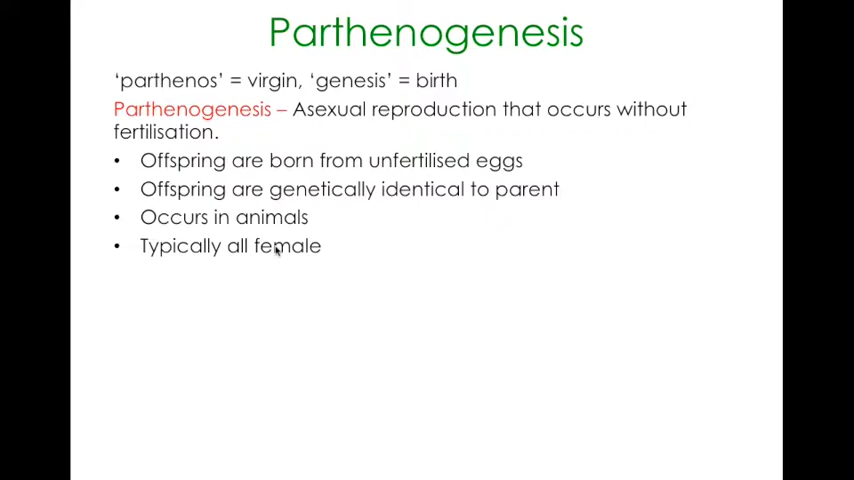 Parthenogenesis
‘parthenos’ = virgin, ‘genesis’ = birth
Parthenogenesis – Asexual reproduction that occurs without
fertilisation.
• Offspring are born from unfertilised eggs
• Offspring are genetically identical to parent
• Occurs in animals
• Typically all female